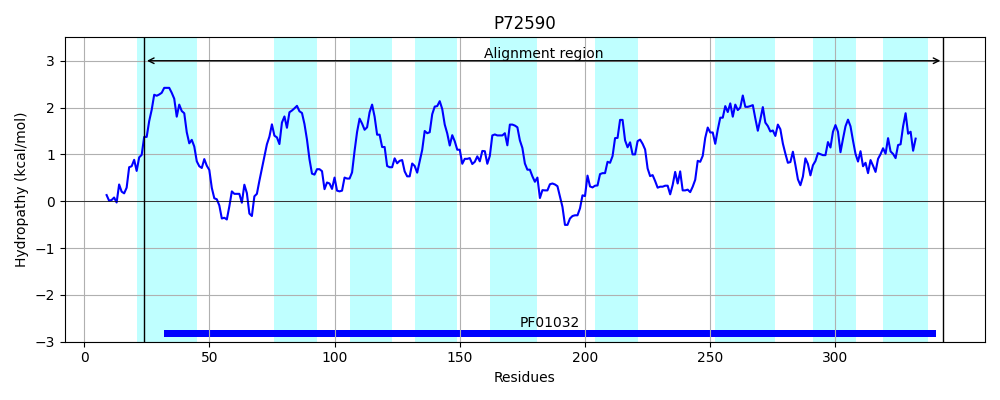 P72590
Alignment region
Hydropathy (kcal/mol)
3
2
1
0
−1
−2
−3
PF01032
0 50 100 150 200 250 300
Residues